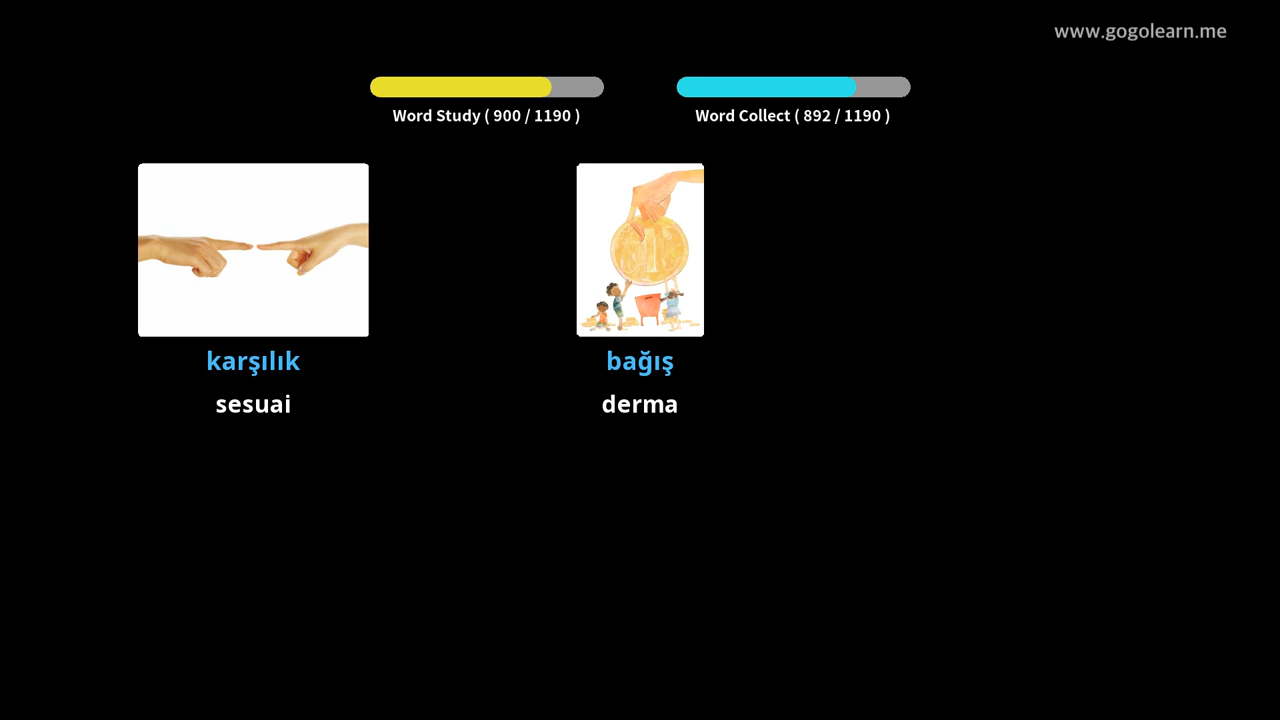 www.gogolearn.me
Word Study ( 900 / 1190 )
Word Collect ( 892 / 1190 )
karşılık
sesuai
bağış
derma